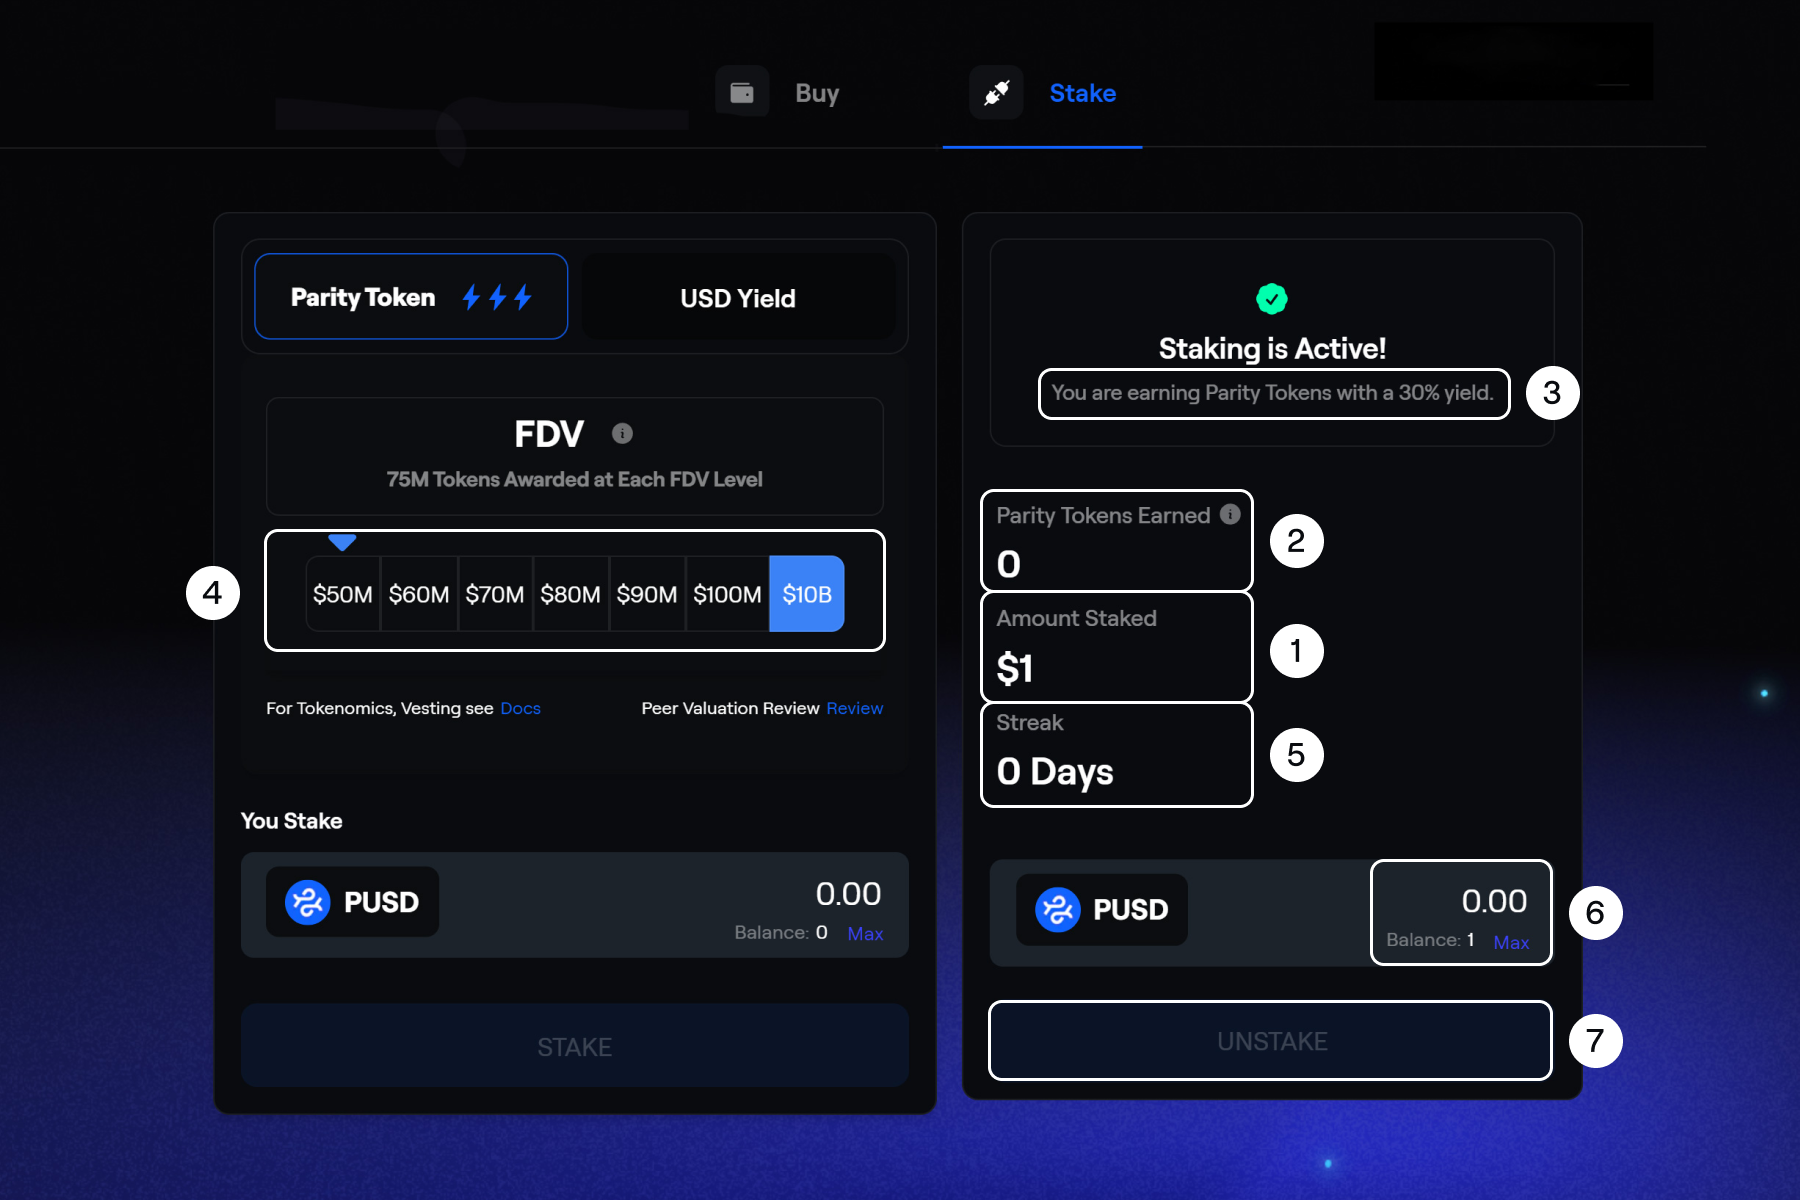 Buy
Stake
Parity Token
USD Yield
FDV
75M Tokens Awarded at Each FDV Level
4
$50M $60M $70M $80M $90M $100M $10B
For Tokenomics, Vesting see Docs
Peer Valuation Review Review
You Stake
PUSD
0.00
Balance: 0 Max
STAKE
Staking is Active!
You are earning Parity Tokens with a 30% yield.
3
Parity Tokens Earned
0
2
Amount Staked
$1
1
Streak
0 Days
5
PUSD
0.00
Balance: 1 Max
6
UNSTAKE
7